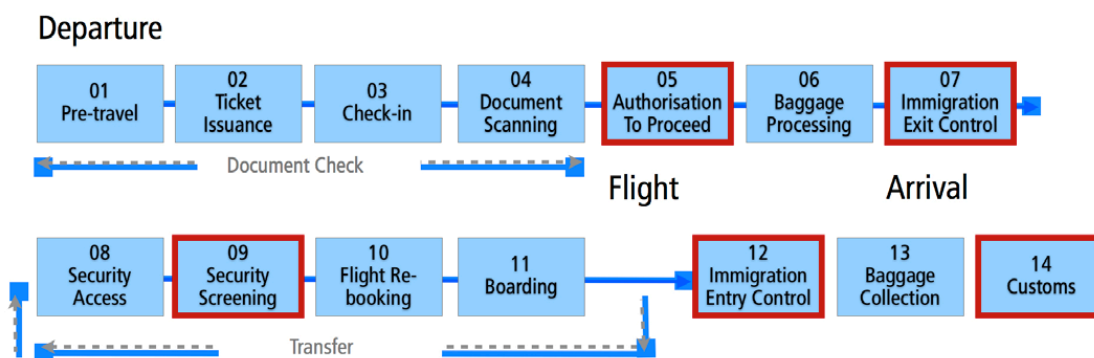 Departure
01
Pre-travel
02
Ticket
Issuance
03
Check-in
04
Document
Scanning
05
Authorisation
To Proceed
06
Baggage
Processing
07
Immigration
Exit Control
Document Check
Flight
Arrival
08
Security
Access
09
Security
Screening
10
Flight Re-
booking
11
Boarding
12
Immigration
Entry Control
13
Baggage
Collection
14
Customs
Transfer